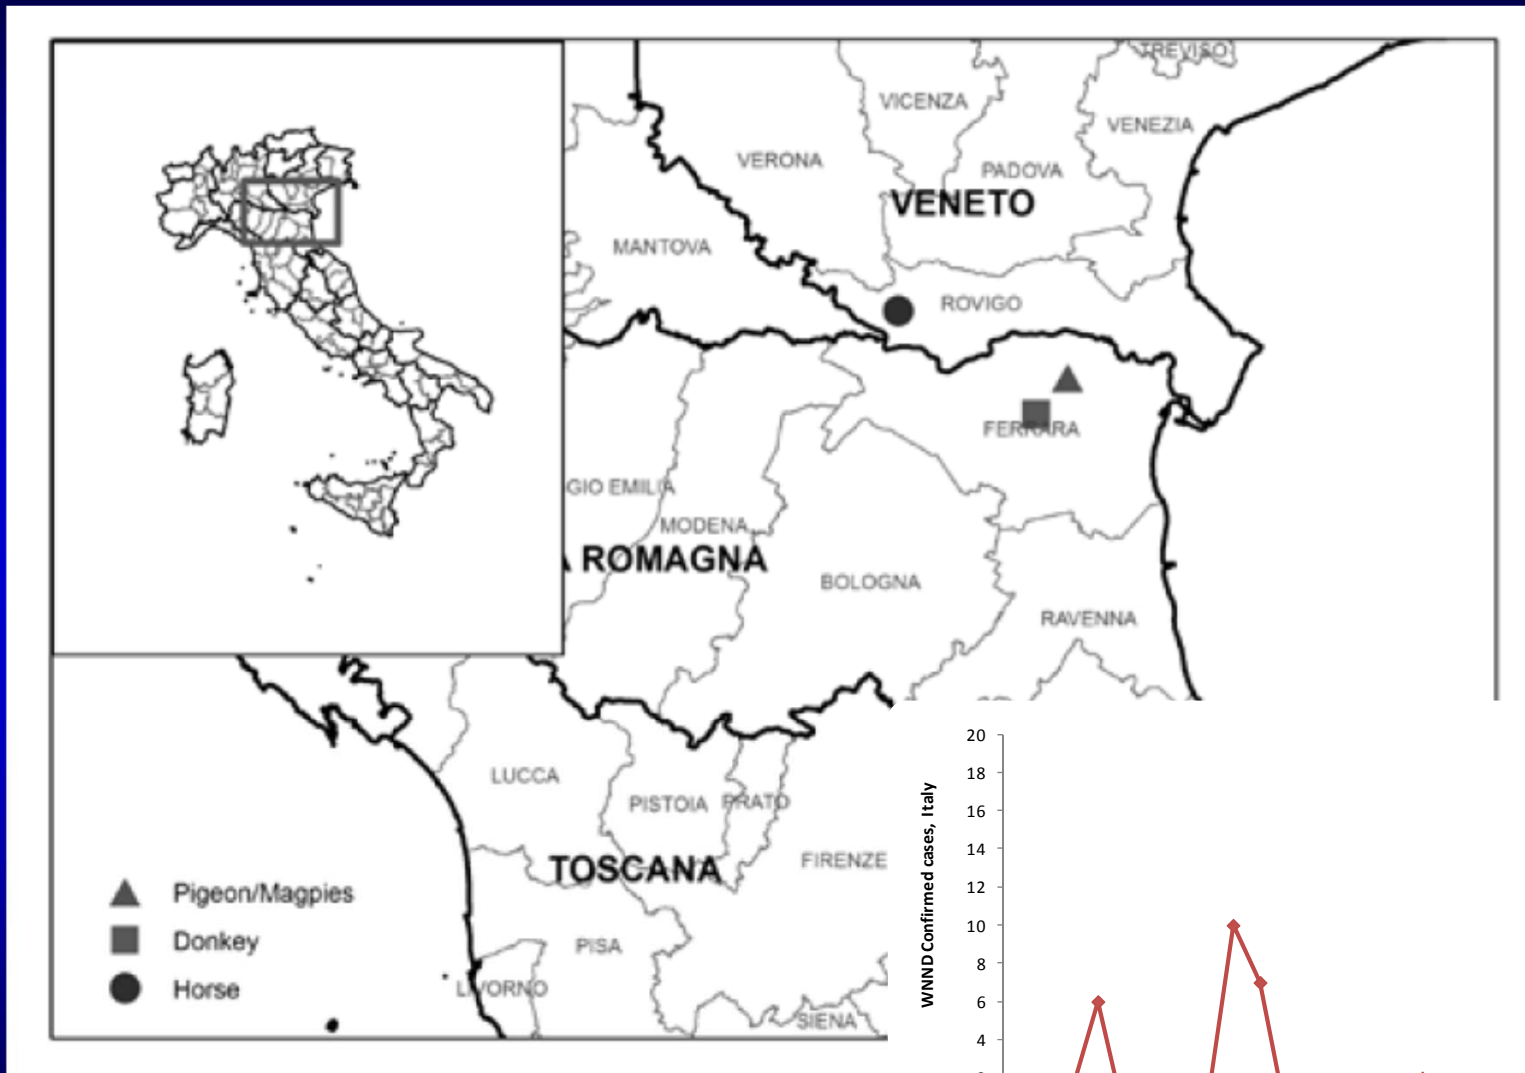 TREVISO
VICENZA
VENEZIA
VERONA
PADOVA
VENETO
MANTOVA
ROVIGO
FERRARA
GIO EMILIA
MODENA
A ROMAGNA
BOLOGNA
RAVENNA
LUCCA
PISTOIA
PRATO
TOSCANA
FIRENZE
PISA
LIVORNO
SIENA
Pigeon/Magpies
Donkey
Horse
WNND Confirmed cases, Italy
20
18
16
14
12
10
8
6
4